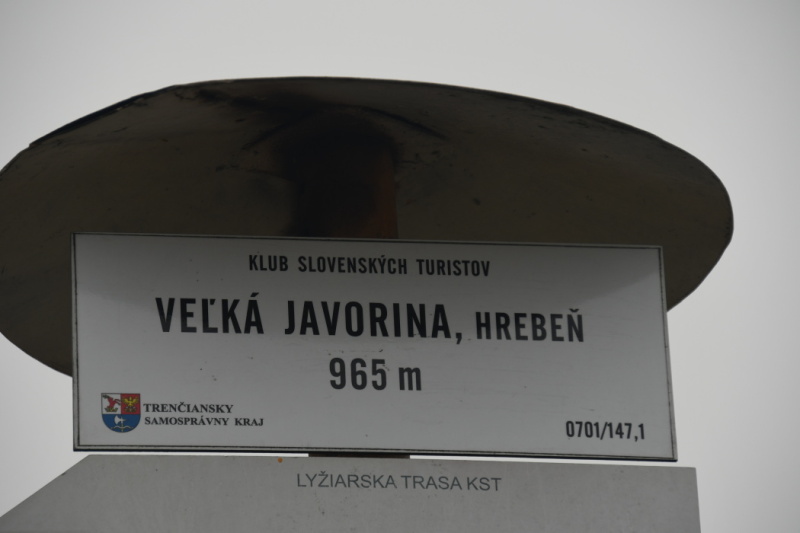 KLUB SLOVENSKÝCH TURISTOV
VEĽKÁ JAVORINA, HREBEŇ
965 m
TRENČIANSKY
SAMOSPRÁVNY KRAJ
0701/147,1
LYŽIARSKA TRASA KST